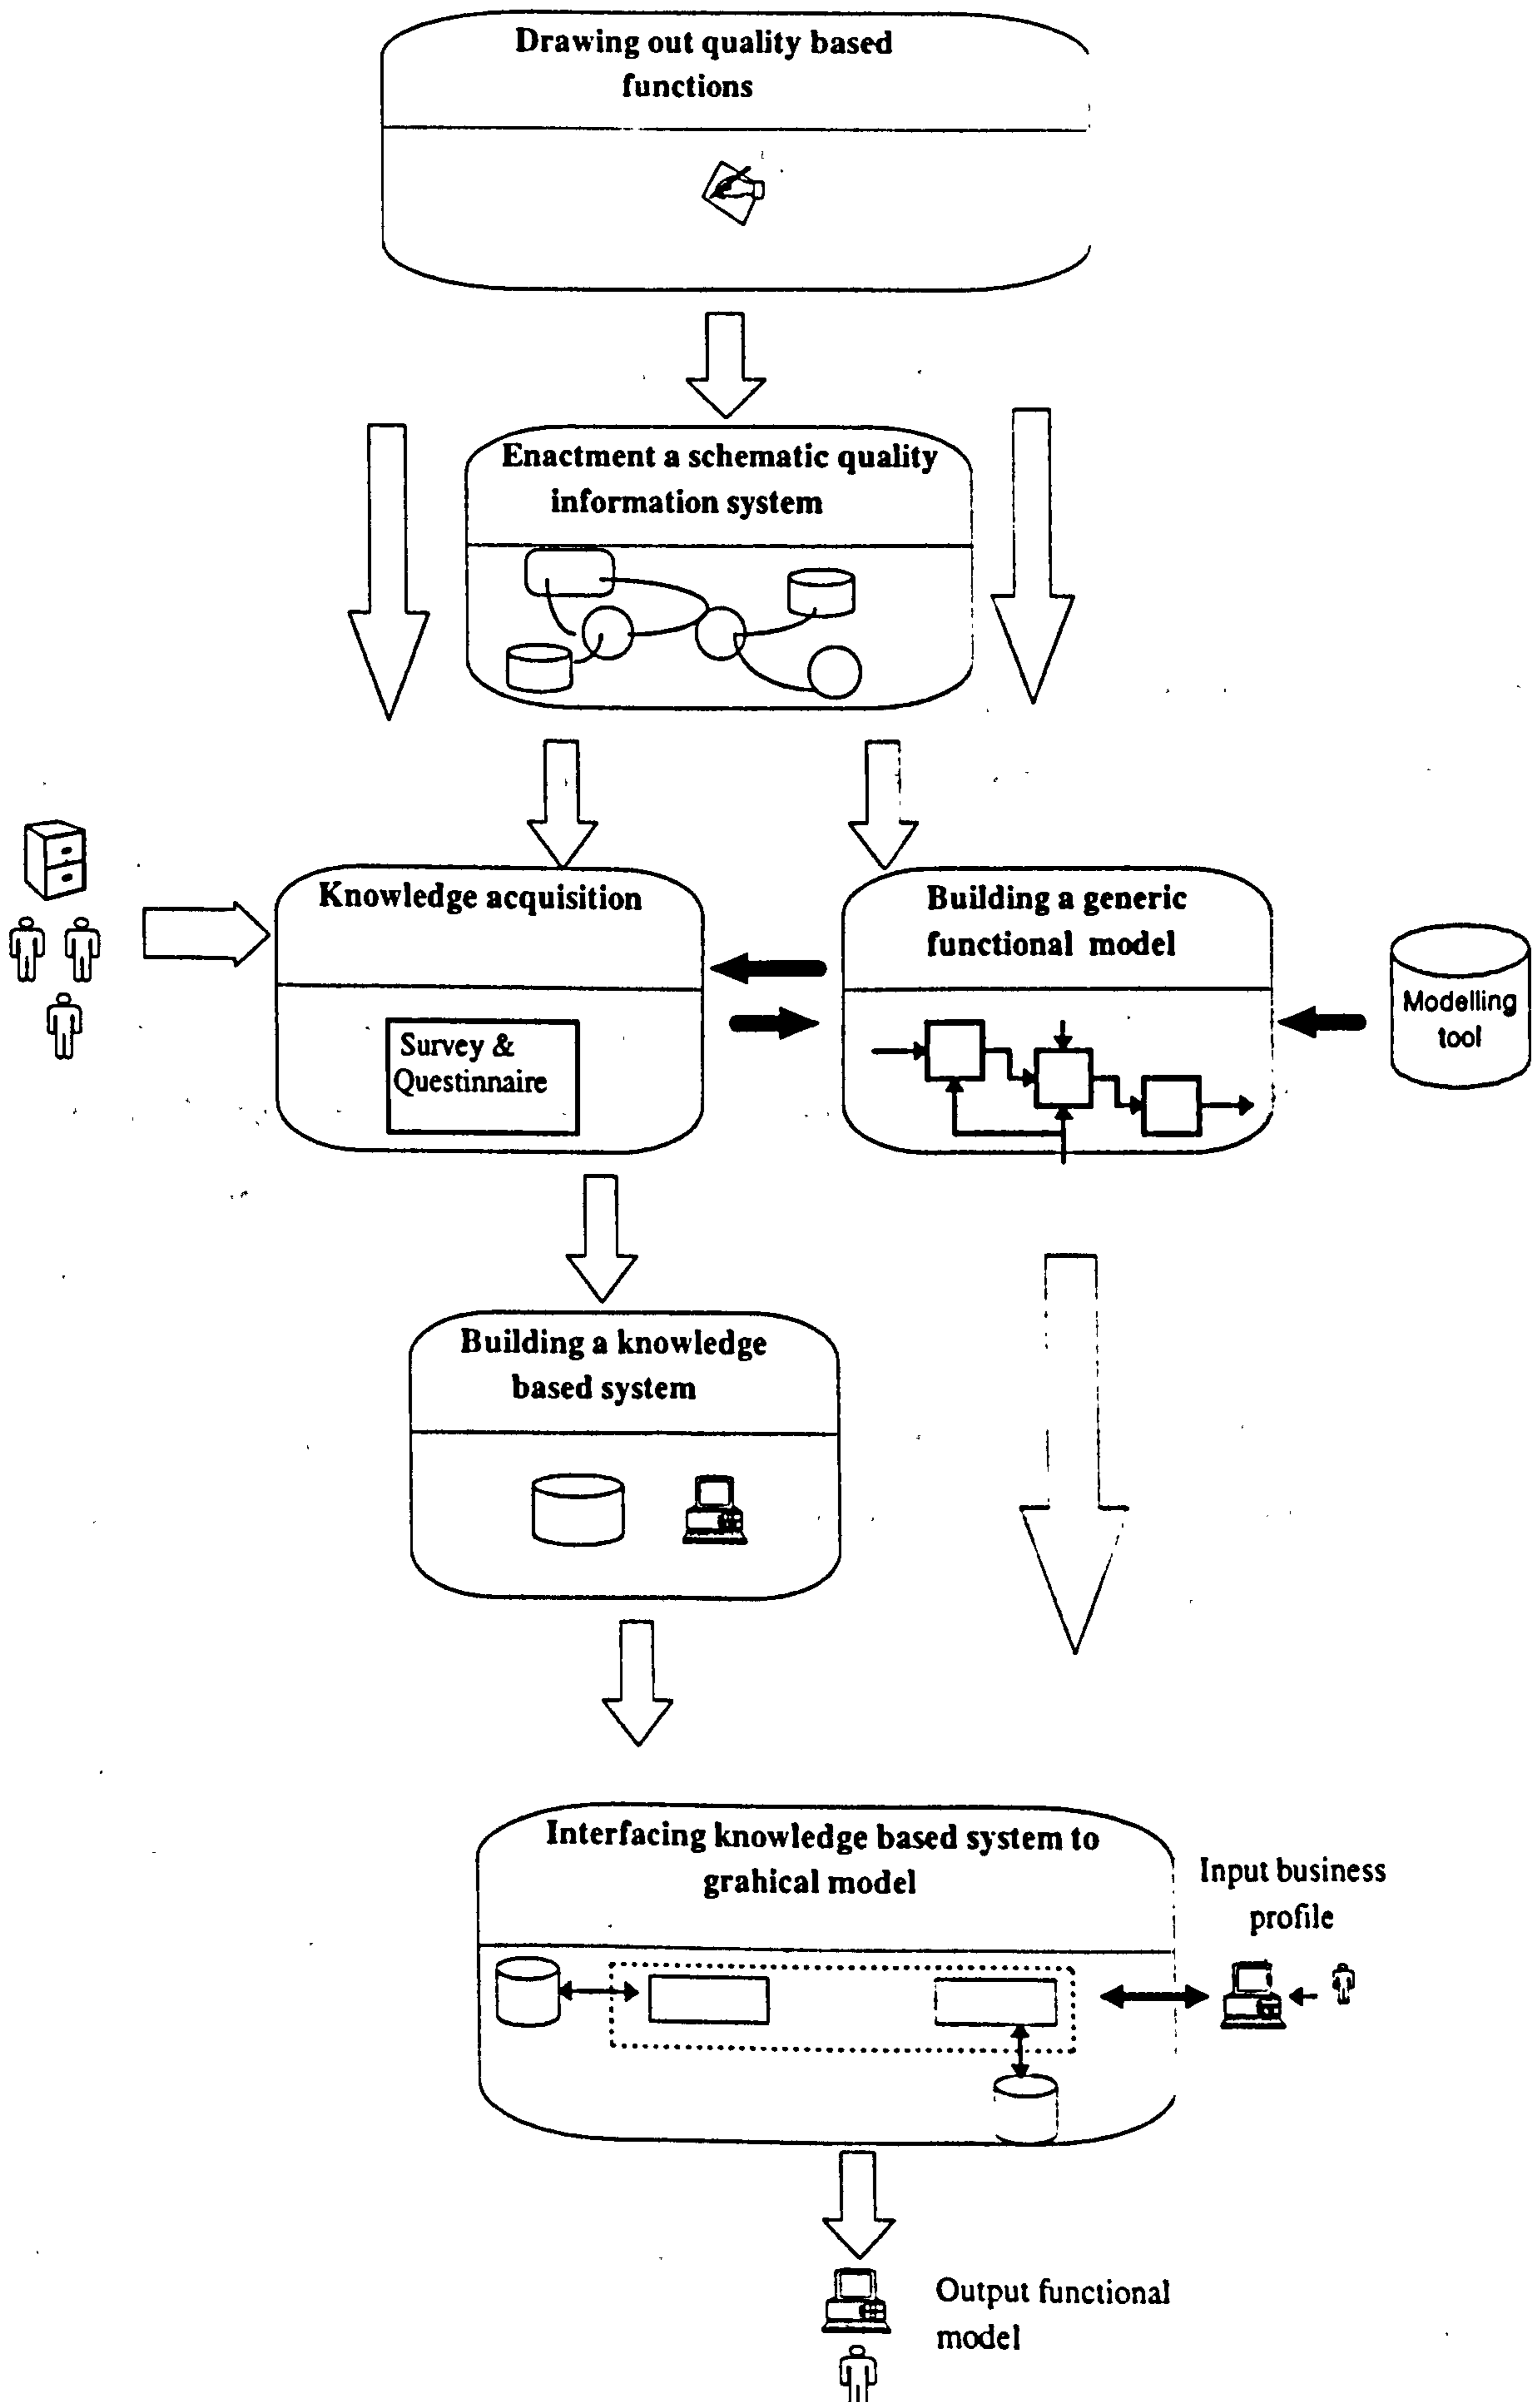 Drawing out quality based
functions
Enactment a schematic quality
information system
Knowledge acquisition
Survey &
Questinnaire
Building a generic
functional  model
Modelling
tool
Building a knowledge
based system
Interfacing knowledge based system to
grahical model
Input business
profile
Output functional
model